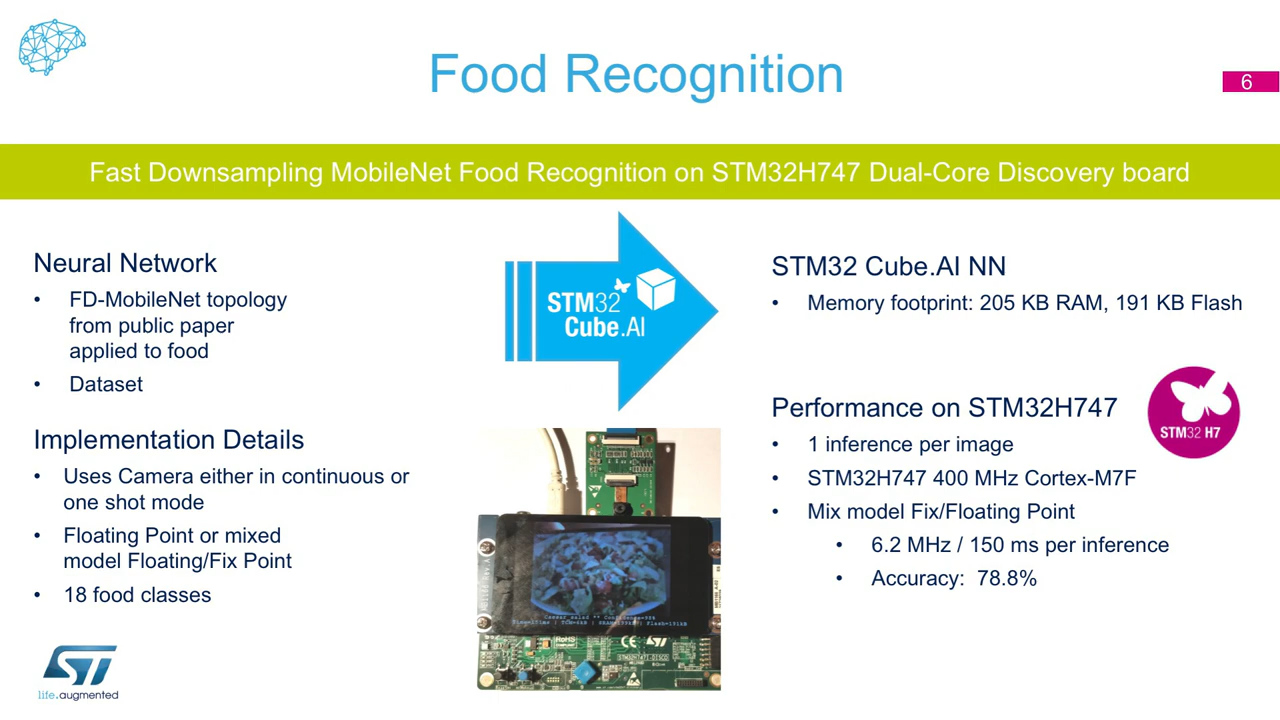 Food Recognition
6
Fast Downsampling MobileNet Food Recognition on STM32H747 Dual-Core Discovery board
Neural Network
• FD-MobileNet topology
from public paper
applied to food
• Dataset
Implementation Details
• Uses Camera either in continuous or
one shot mode
• Floating Point or mixed
model Floating/Fix Point
• 18 food classes
STM32
Cube.AI
RoHS
CE
STM32 Cube.AI NN
• Memory footprint: 205 KB RAM, 191 KB Flash
Performance on STM32H747
• 1 inference per image
• STM32H747 400 MHz Cortex-M7F
• Mix model Fix/Floating Point
• 6.2 MHz / 150 ms per inference
• Accuracy: 78.8%
STM32 H7
ST
life.augmented